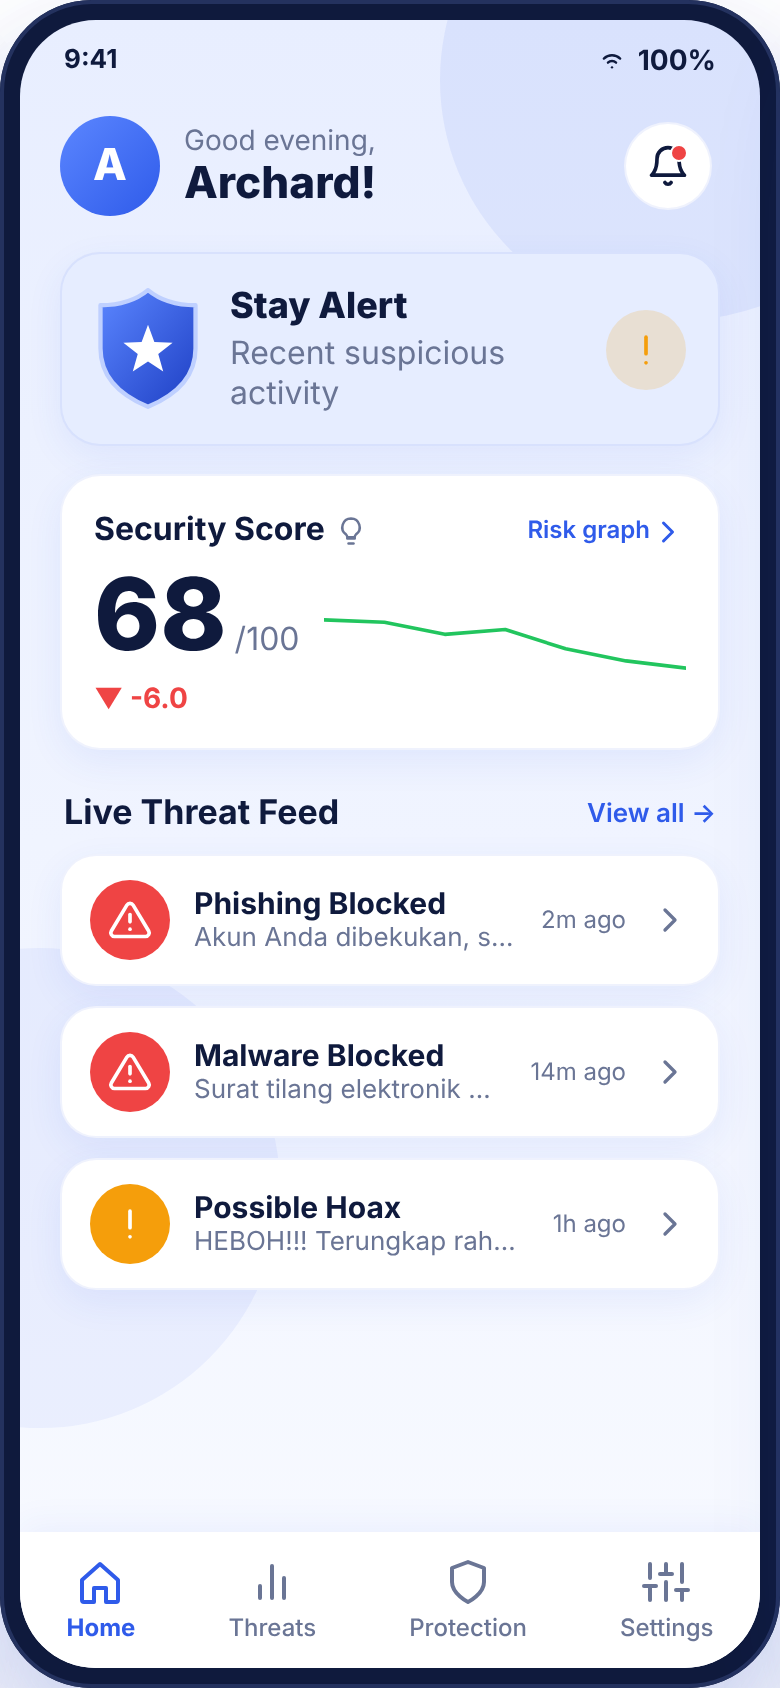 9:41
100%
A
Good evening,
Archard!
Stay Alert
Recent suspicious
activity
Security Score
Risk graph
68 /100
▼ -6.0
Live Threat Feed
View all →
Phishing Blocked
Akun Anda dibekukan, s...
2m ago
Malware Blocked
Surat tilang elektronik ...
14m ago
Possible Hoax
HEBOH!!! Terungkap rah...
1h ago
Home
Threats
Protection
Settings